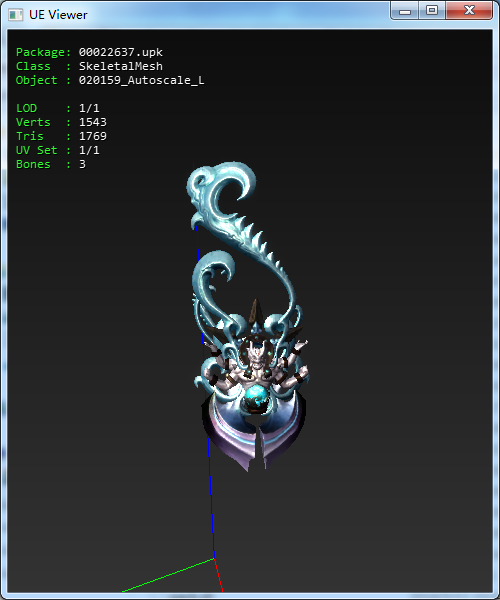 UE Viewer
Package: 00022637.upk
Class  : SkeletalMesh
Object : 020159_Autoscale_L
LOD    : 1/1
Verts  : 1543
Tris   : 1769
UV Set : 1/1
Bones  : 3